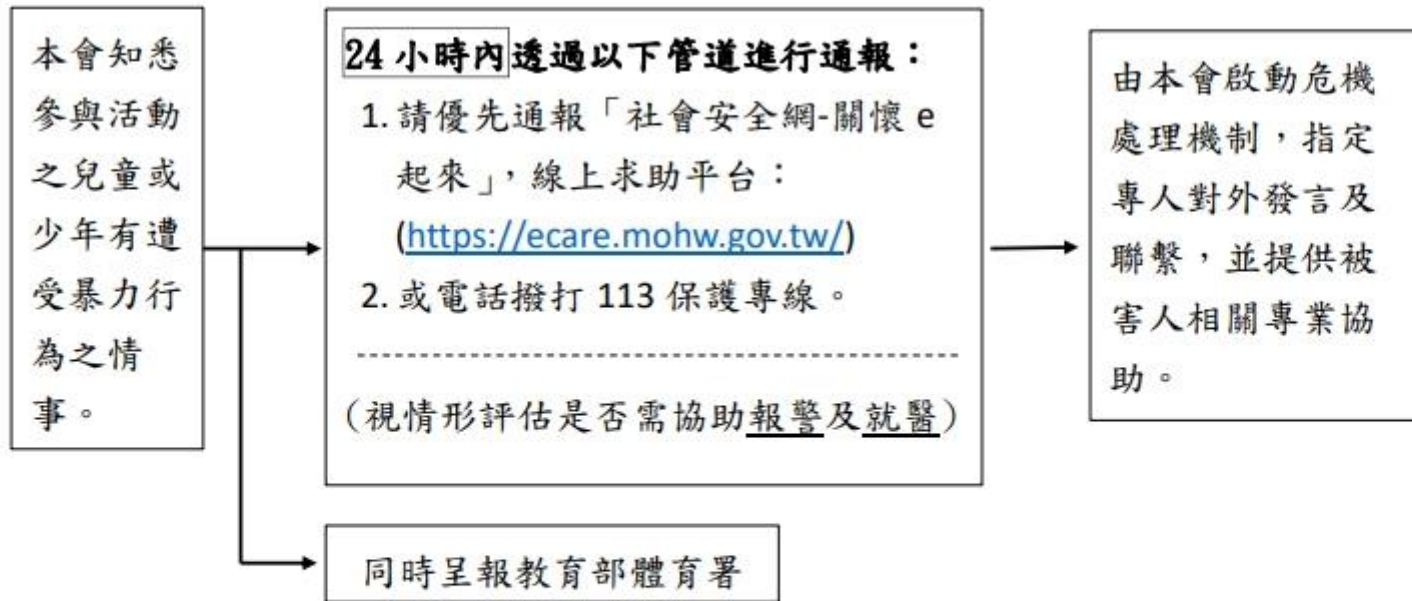 本會知悉
參與活動
之兒童或
少年有遭
受暴力行
為之情
事。
24 小時內透過以下管道進行通報：
1. 請優先通報「社會安全網-關懷 e
起來」，線上求助平台：
(https://ecare.mohw.gov.tw/)
2. 或電話撥打 113 保護專線。
（視情形評估是否需協助報警及就醫）
由本會啟動危機
處理機制，指定
專人對外發言及
聯繫，並提供被
害人相關專業協
助。
同時呈報教育部體育署